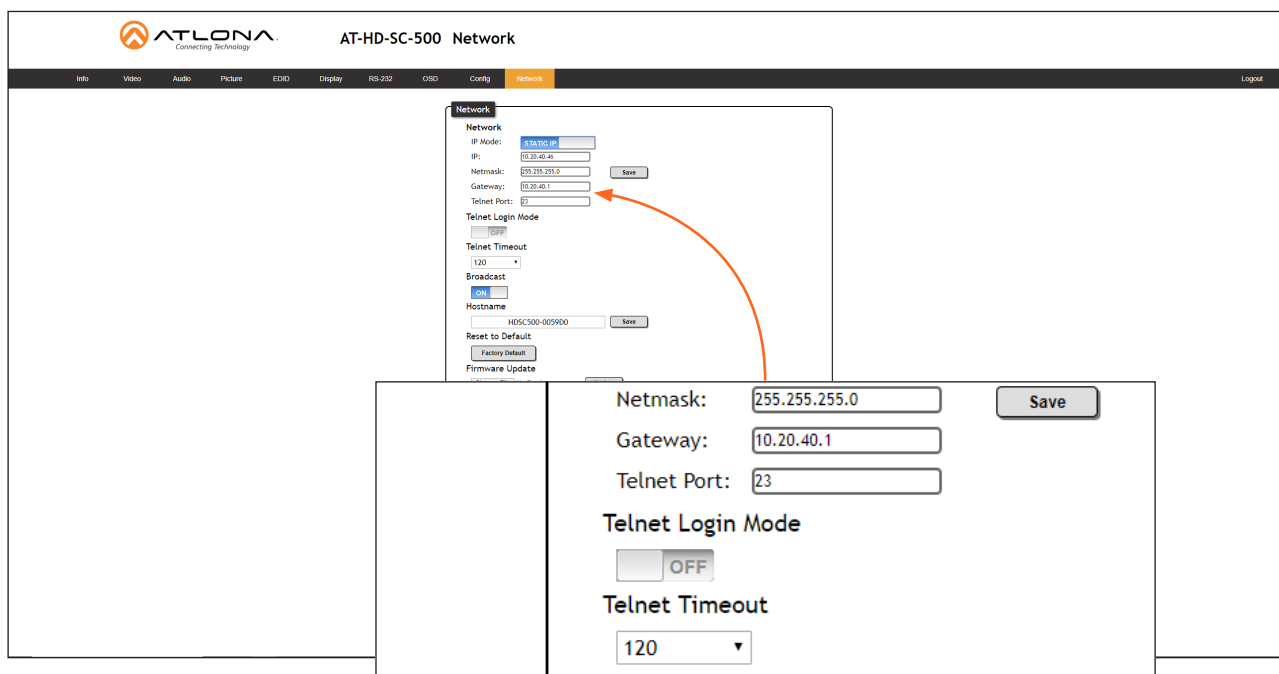 ATLONA.
Connecting Technology
AT-HD-SC-500 Network
Info Video Audio Picture EDID Display RS-232 OSD Config Network Logout
Network
Network
IP Mode: STATIC IP
IP: 10.20.40.46
Netmask: 255.255.255.0 Save
Gateway: 10.20.40.1
Telnet Port: 23
Telnet Login Mode
OFF
Telnet Timeout
120
Broadcast
ON
Hostname
HDSC500-0059D0 Save
Reset to Default
Factory Default
Firmware Update
Netmask: 255.255.255.0 Save
Gateway: 10.20.40.1
Telnet Port: 23
Telnet Login Mode
OFF
Telnet Timeout
120